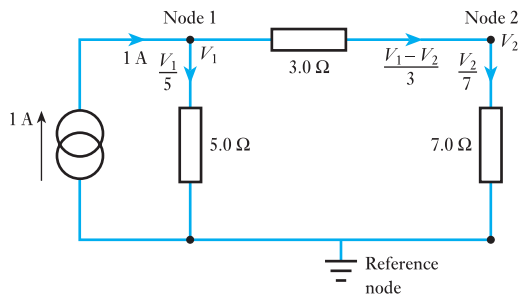 Node 1
Node 2
1 A
V₁/5
V₁
3.0 Ω
V₁ − V₂/3
V₂/7
V₂
1 A
5.0 Ω
7.0 Ω
Reference
node